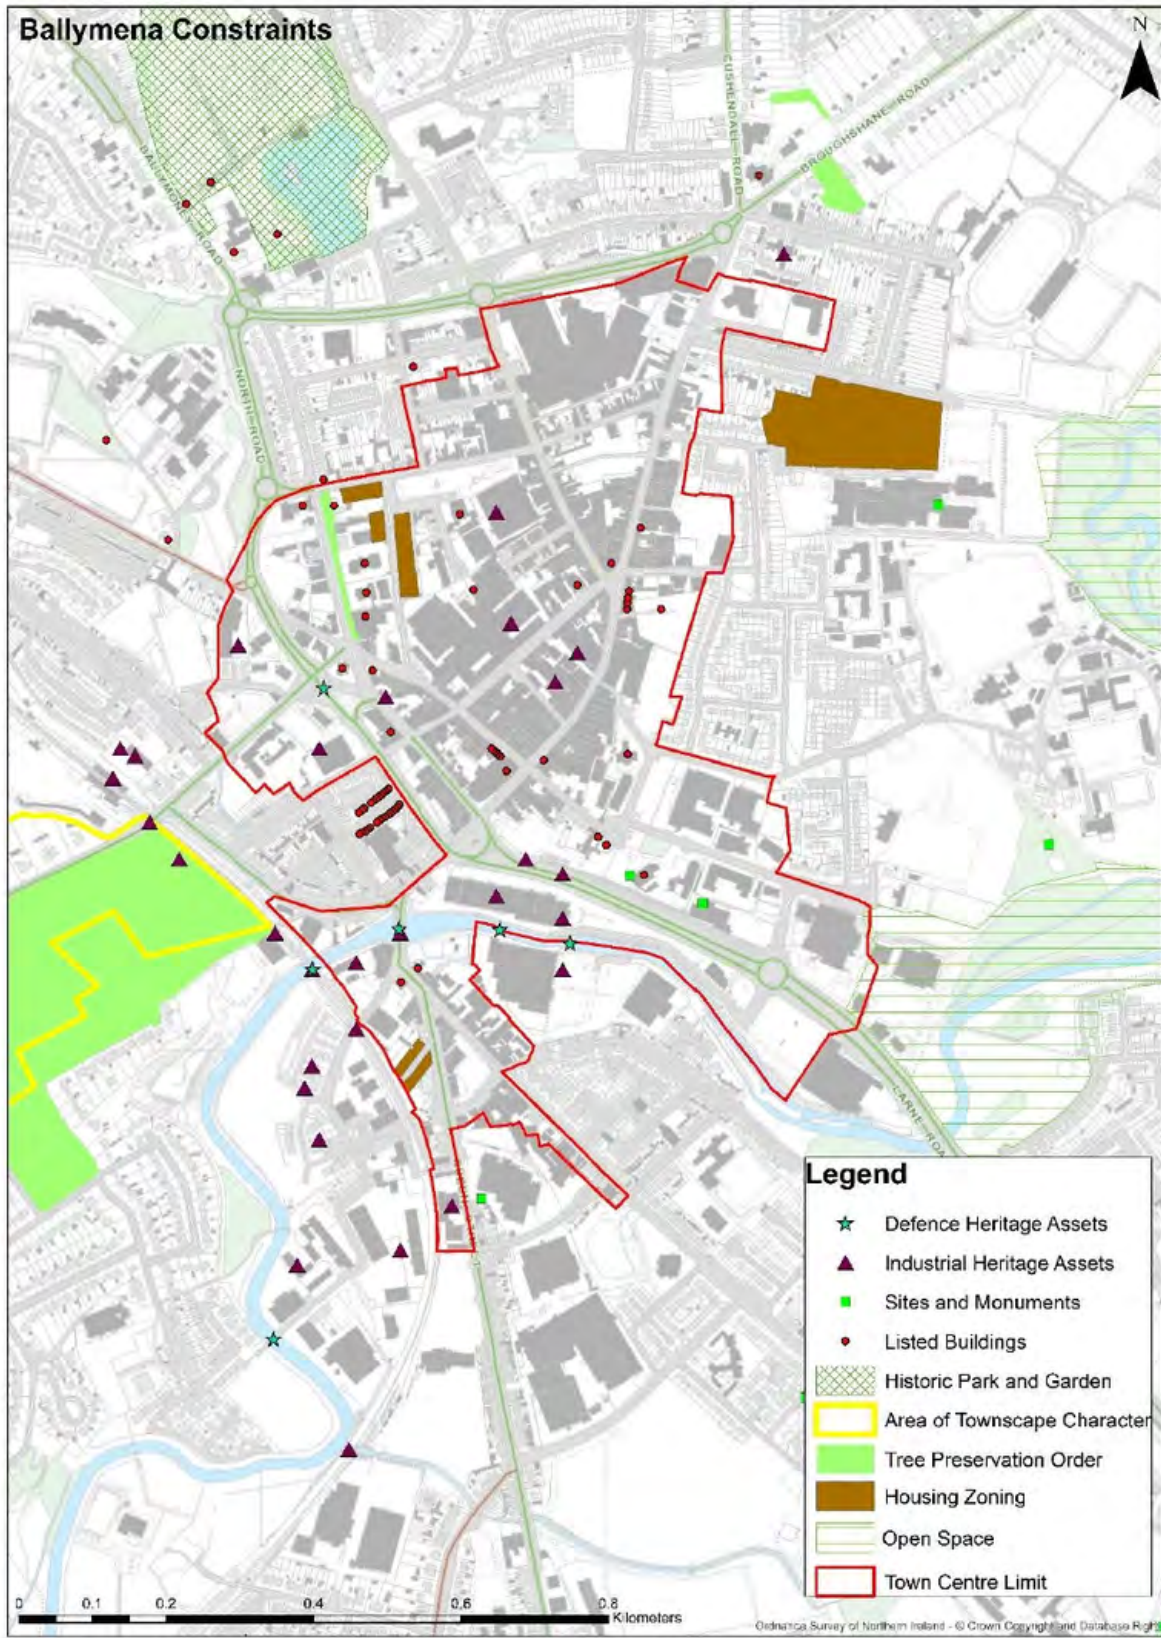 Ballymena Constraints
N
CUSHENDALL ROAD
BROUGHSHANE ROAD
BALLYMONEY ROAD
NORTH ROAD
LARNE ROAD
Legend
Defence Heritage Assets
Industrial Heritage Assets
Sites and Monuments
Listed Buildings
Historic Park and Garden
Area of Townscape Character
Tree Preservation Order
Housing Zoning
Open Space
Town Centre Limit
0 0.1 0.2 0.4 0.6 0.8
Kilometers
Ordnance Survey of Northern Ireland - © Crown Copyright and Database Right